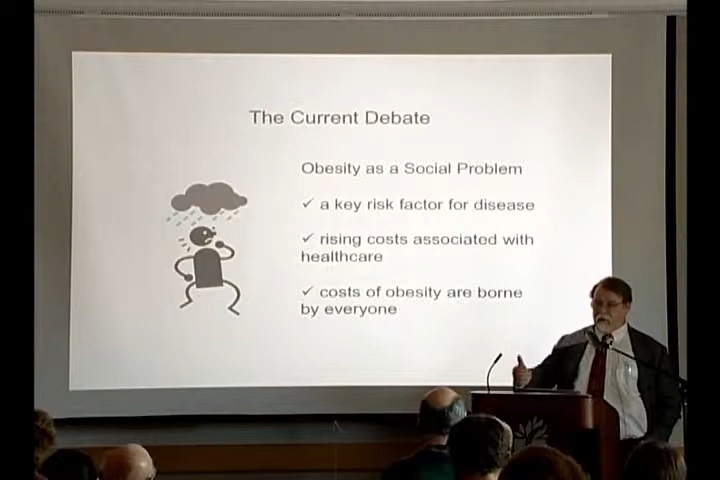 The Current Debate
Obesity as a Social Problem
✓ a key risk factor for disease
✓ rising costs associated with
healthcare
✓ costs of obesity are borne
by everyone